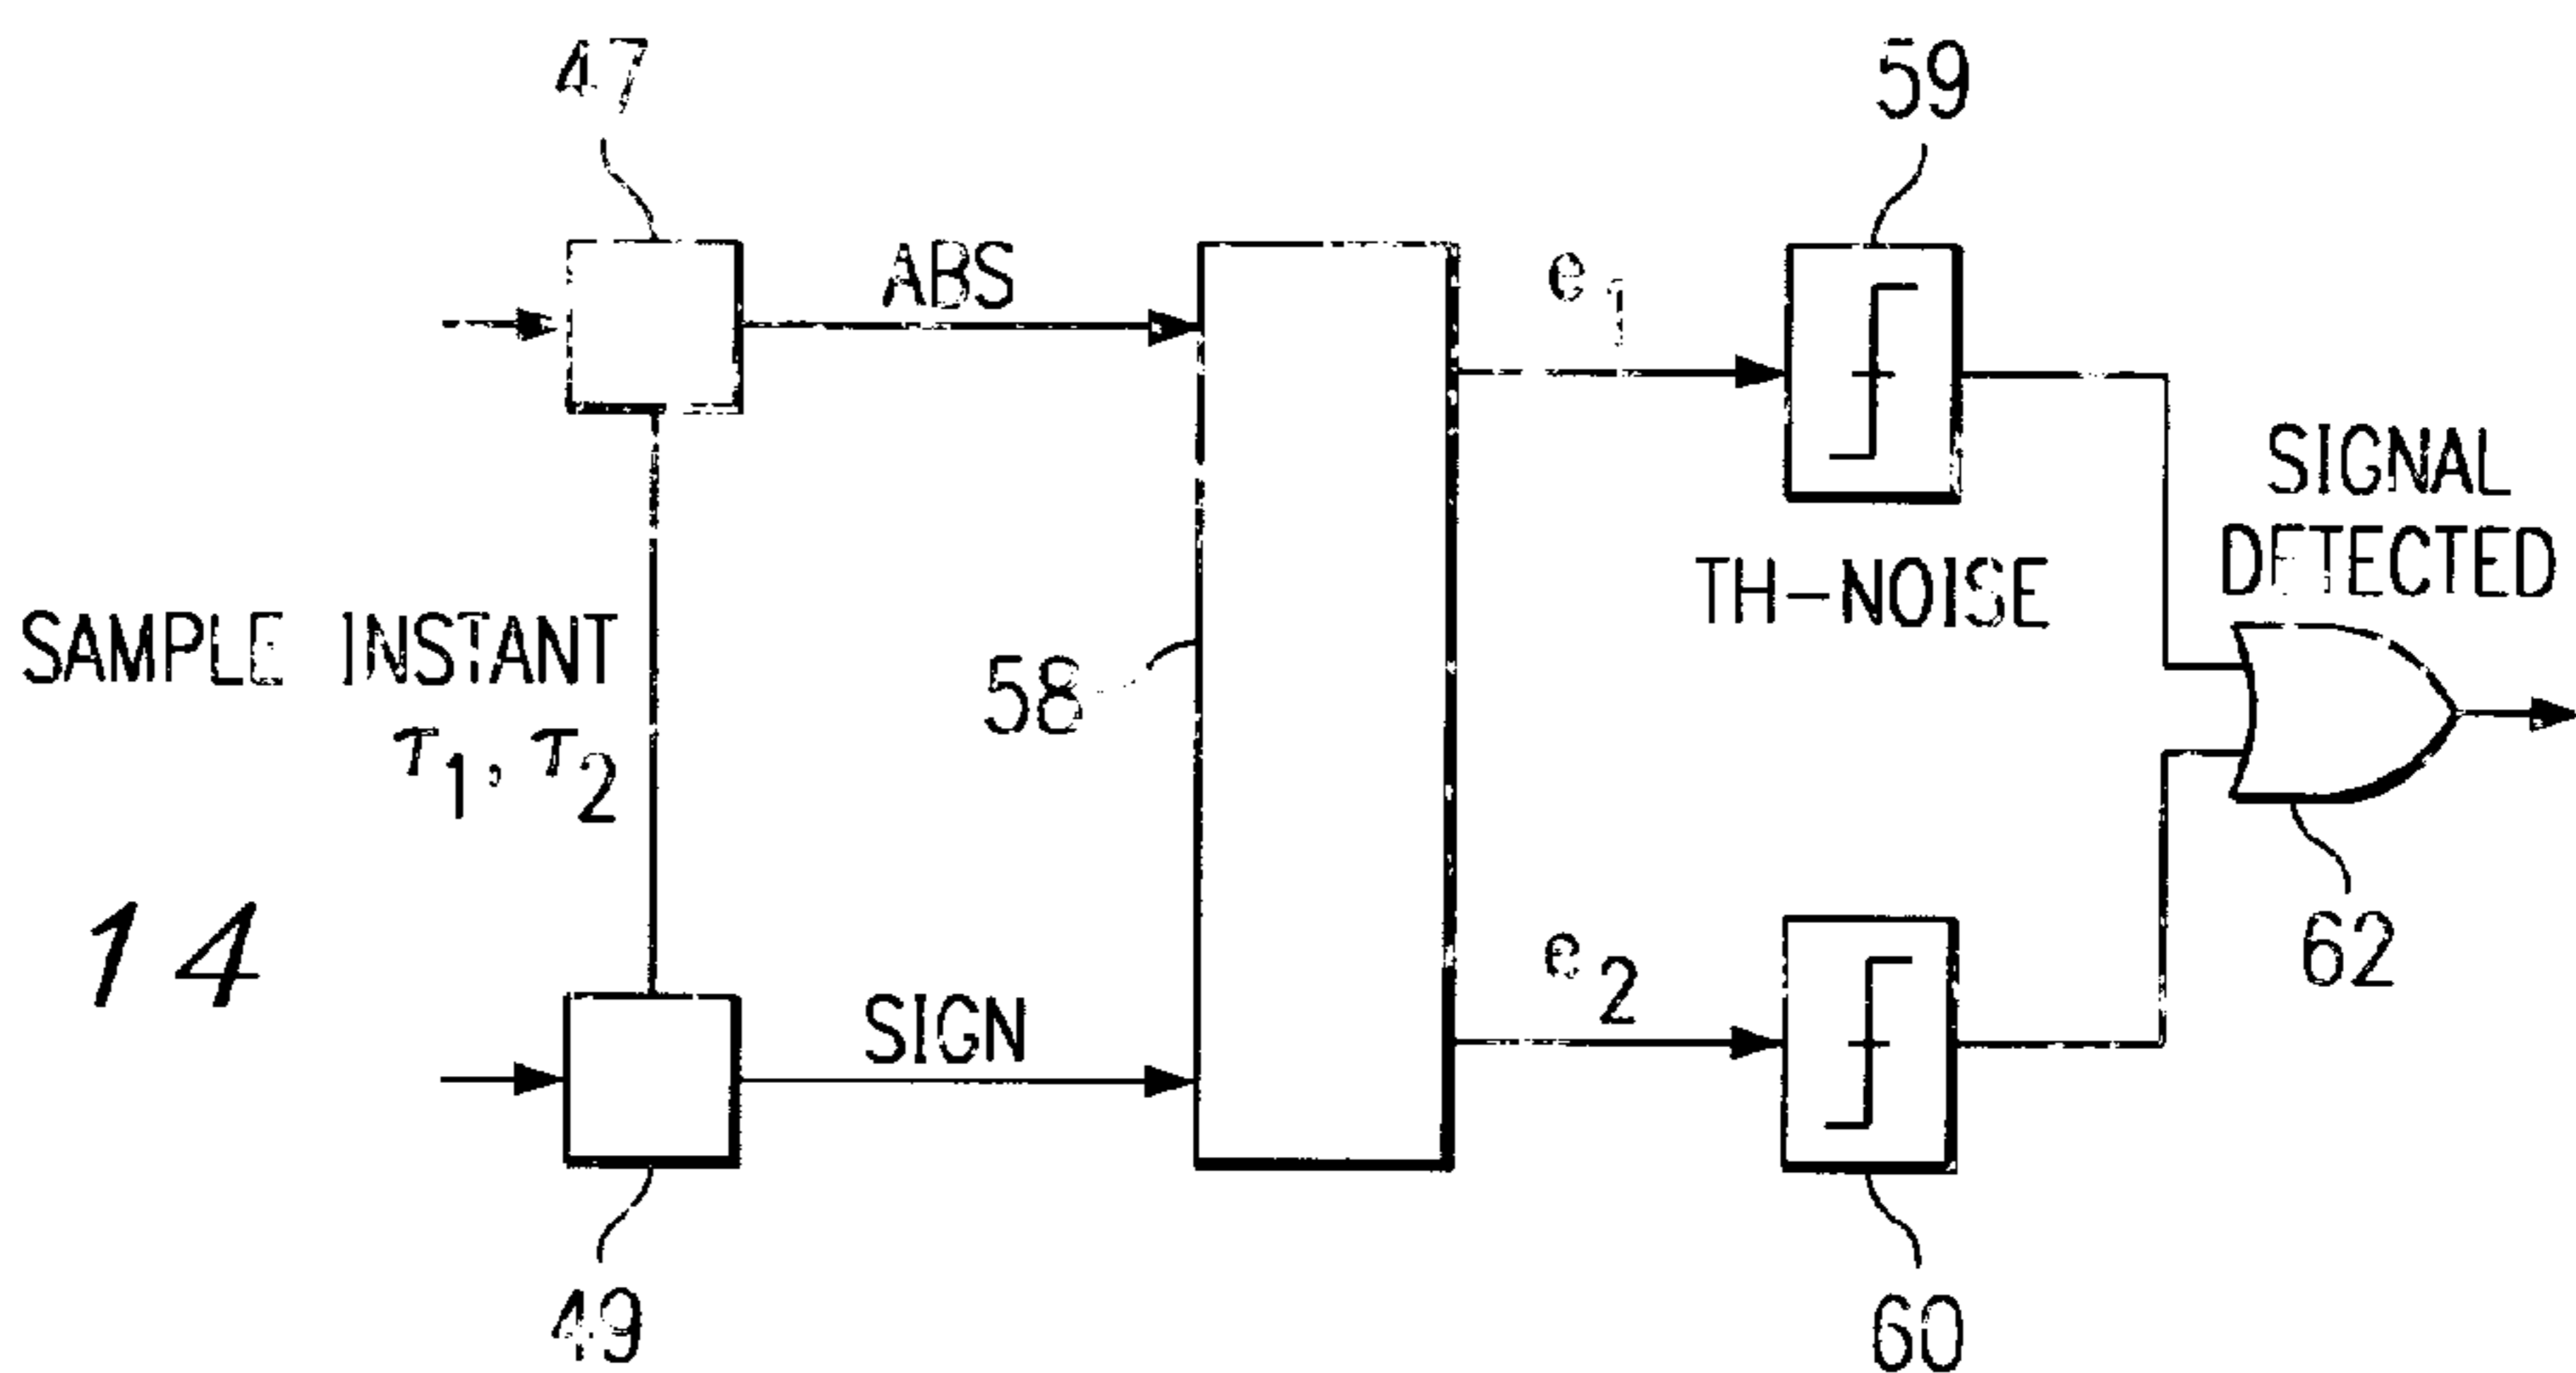 47
59
ABS
e1
SIGNAL
DETECTED
TH-NOISE
SAMPLE INSTANT
τ1, τ2
58
14
SIGN
e2
62
49
60